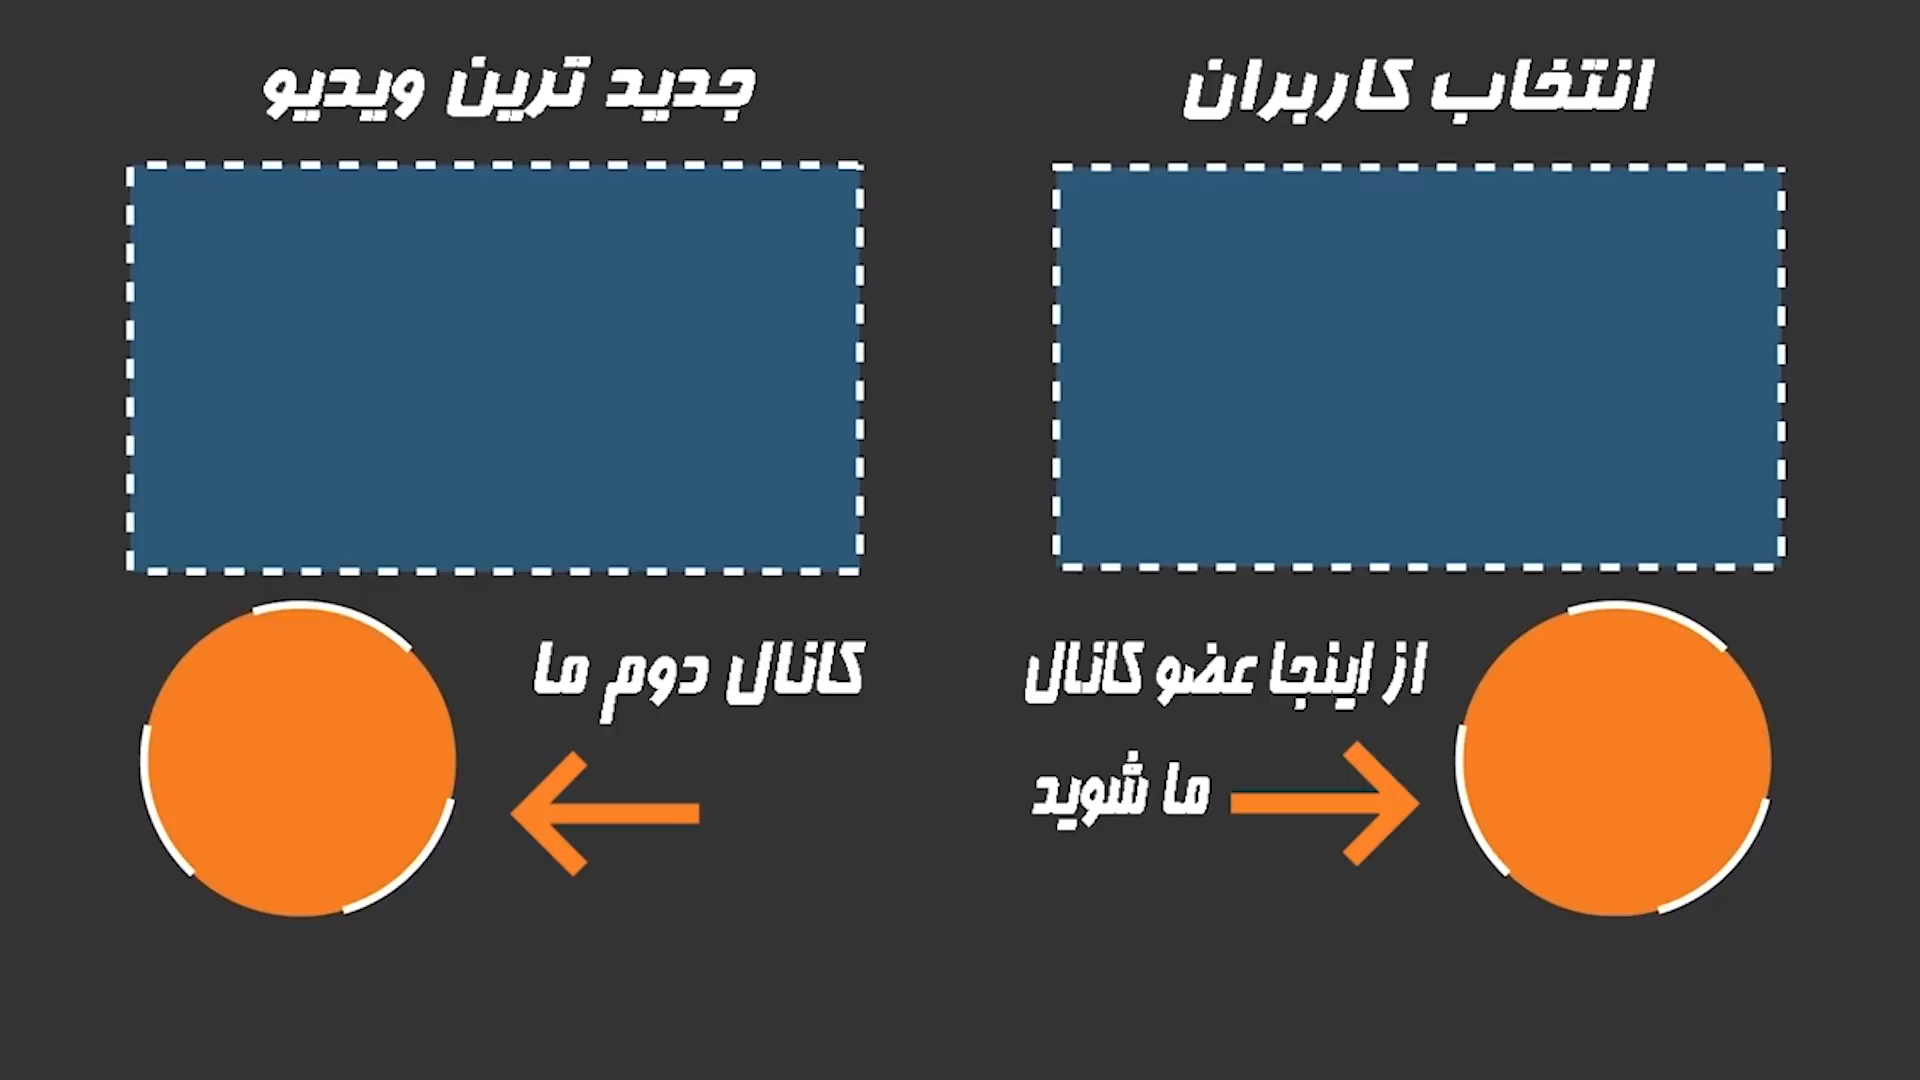 انتخاب کاربران
جدید ترین ویدیو
از اینجا عضو کانال
ما شوید
کانال دوم ما